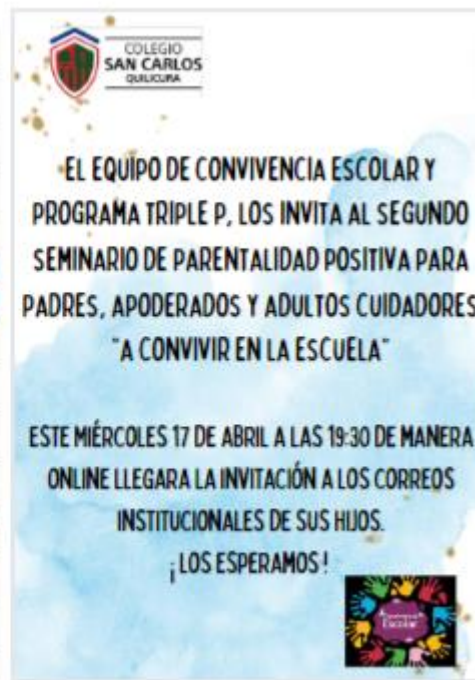 COLEGIO
SAN CARLOS
QUILICURA
EL EQUIPO DE CONVIVENCIA ESCOLAR Y
PROGRAMA TRIPLE P, LOS INVITA AL SEGUNDO
SEMINARIO DE PARENTALIDAD POSITIVA PARA
PADRES, APODERADOS Y ADULTOS CUIDADORES
"A CONVIVIR EN LA ESCUELA"
ESTE MIÉRCOLES 17 DE ABRIL A LAS 19:30 DE MANERA
ONLINE LLEGARA LA INVITACIÓN A LOS CORREOS
INSTITUCIONALES DE SUS HIJOS.
¡LOS ESPERAMOS!
Escolar